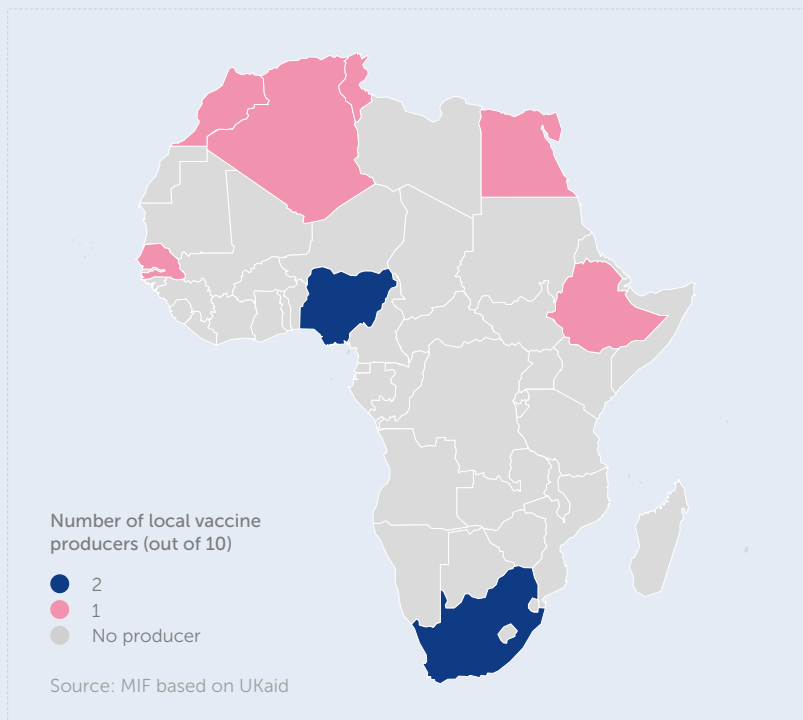 Number of local vaccine
producers (out of 10)
2
1
No producer
Source: MIF based on UKaid